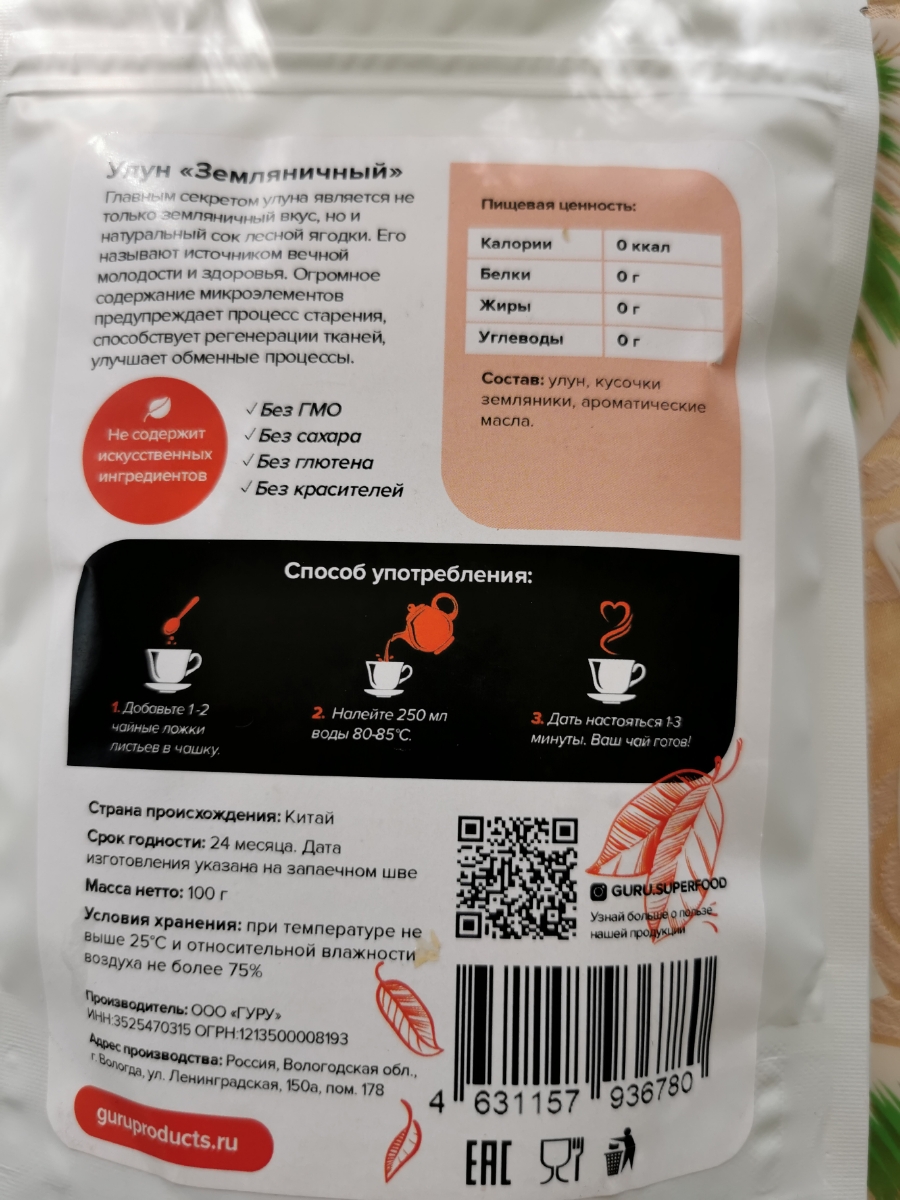 Улун «Земляничный»
Главным секретом улуна является не
только земляничный вкус, но и
натуральный сок лесной ягодки. Его
называют источником вечной
молодости и здоровья. Огромное
содержание микроэлементов
предупреждает процесс старения,
способствует регенерации тканей,
улучшает обменные процессы.
Не содержит
искусственных
ингредиентов
✓Без ГМО
✓Без сахара
✓Без глютена
✓Без красителей
Пищевая ценность:
Калории 0 ккал
Белки 0 г
Жиры 0 г
Углеводы 0 г
Состав: улун, кусочки
земляники, ароматические
масла.
Способ употребления:
1. Добавьте 1-2
чайные ложки
листьев в чашку.
2. Налейте 250 мл
воды 80-85°С.
3. Дать настояться 1-3
минуты. Ваш чай готов!
Страна происхождения: Китай
Срок годности: 24 месяца. Дата
изготовления указана на запаечном шве
Масса нетто: 100 г
Условия хранения: при температуре не
выше 25°С и относительной влажности
воздуха не более 75%
Производитель: ООО «ГУРУ»
ИНН:3525470315 ОГРН:1213500008193
Адрес производства: Россия, Вологодская обл.,
г.Вологда, ул. Ленинградская, 150а, пом. 178
guruproducts.ru
GURU.SUPERFOOD
Узнай больше о пользе
нашей продукции
4 631157 936780
EAC